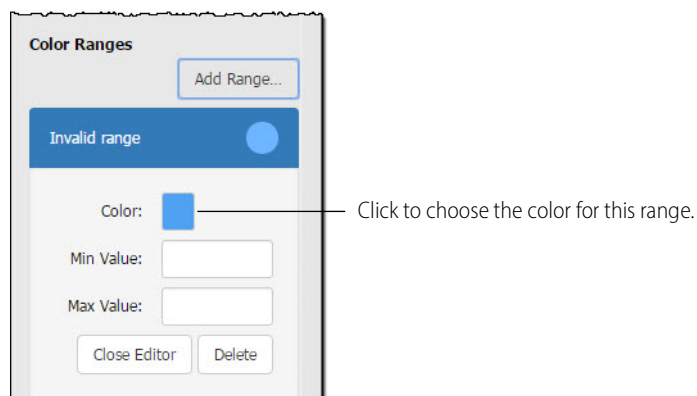 Color Ranges
Add Range...
Invalid range
Color:
Click to choose the color for this range.
Min Value:
Max Value:
Close Editor Delete